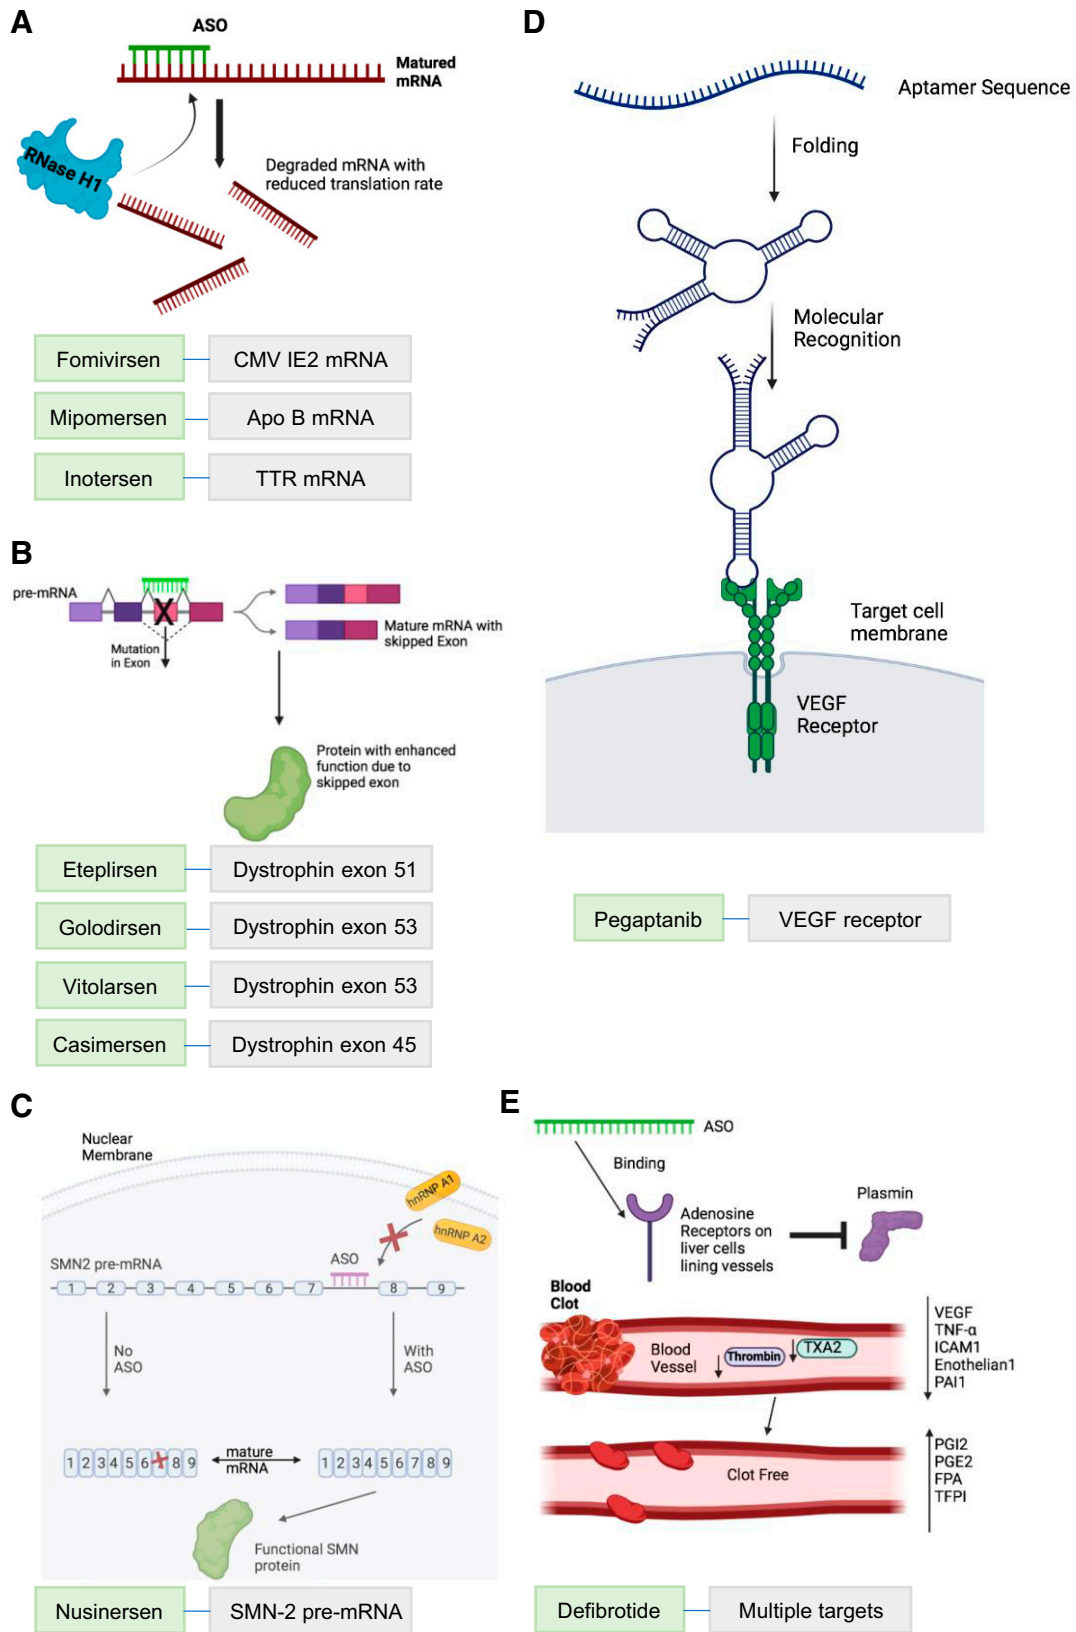 A
ASO
Matured
mRNA
RNase H1
Degraded mRNA with
reduced translation rate
Fomivirsen
CMV IE2 mRNA
Mipomersen
Apo B mRNA
Inotersen
TTR mRNA
B
pre-mRNA
X
Mutation
in Exon
Mature mRNA with
skipped Exon
Protein with enhanced
function due to
skipped exon
Eteplirsen
Dystrophin exon 51
Golodirsen
Dystrophin exon 53
Vitolarsen
Dystrophin exon 53
Casimersen
Dystrophin exon 45
C
Nuclear
Membrane
hnRNP A1
hnRNP A2
ASO
SMN2 pre-mRNA
1 2 3 4 5 6 7 8 9
No
ASO
With
ASO
1 2 3 4 5 6 8 9
mature
mRNA
1 2 3 4 5 6 7 8 9
Functional SMN
protein
Nusinersen
SMN-2 pre-mRNA
D
Aptamer Sequence
Folding
Molecular
Recognition
Target cell
membrane
VEGF
Receptor
Pegaptanib
VEGF receptor
E
ASO
Binding
Adenosine
Receptors on
liver cells
lining vessels
Plasmin
Blood
Clot
Blood
Vessel
Thrombin
TXA2
VEGF
TNF-α
ICAM1
Enothelian1
PAI1
Clot Free
PGI2
PGE2
FPA
TFPI
Defibrotide
Multiple targets